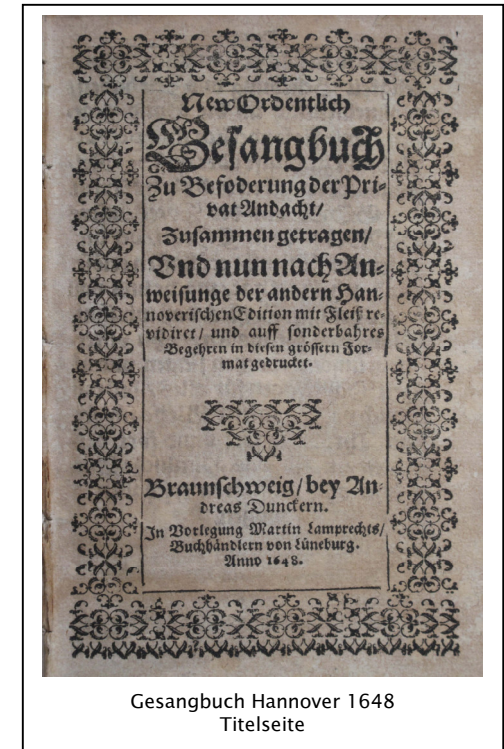 New Ordentlich
Gesangbuch
Zu Befoderung der Pri-
vat Andacht/
Zusammen getragen/
Vnd nun nach An-
weisunge der andern Han-
noverischen Edition mit Fleiß re-
vidiret / und auff sonderbahres
Begehren in diesen grössern For-
mat gedrucket.
Braunschweig / bey An-
dreas Dunckern.
In Vorlegung Martin Lamprechts/
Buchhändlern von Lüneburg.
Anno 1648.
Gesangbuch Hannover 1648
Titelseite